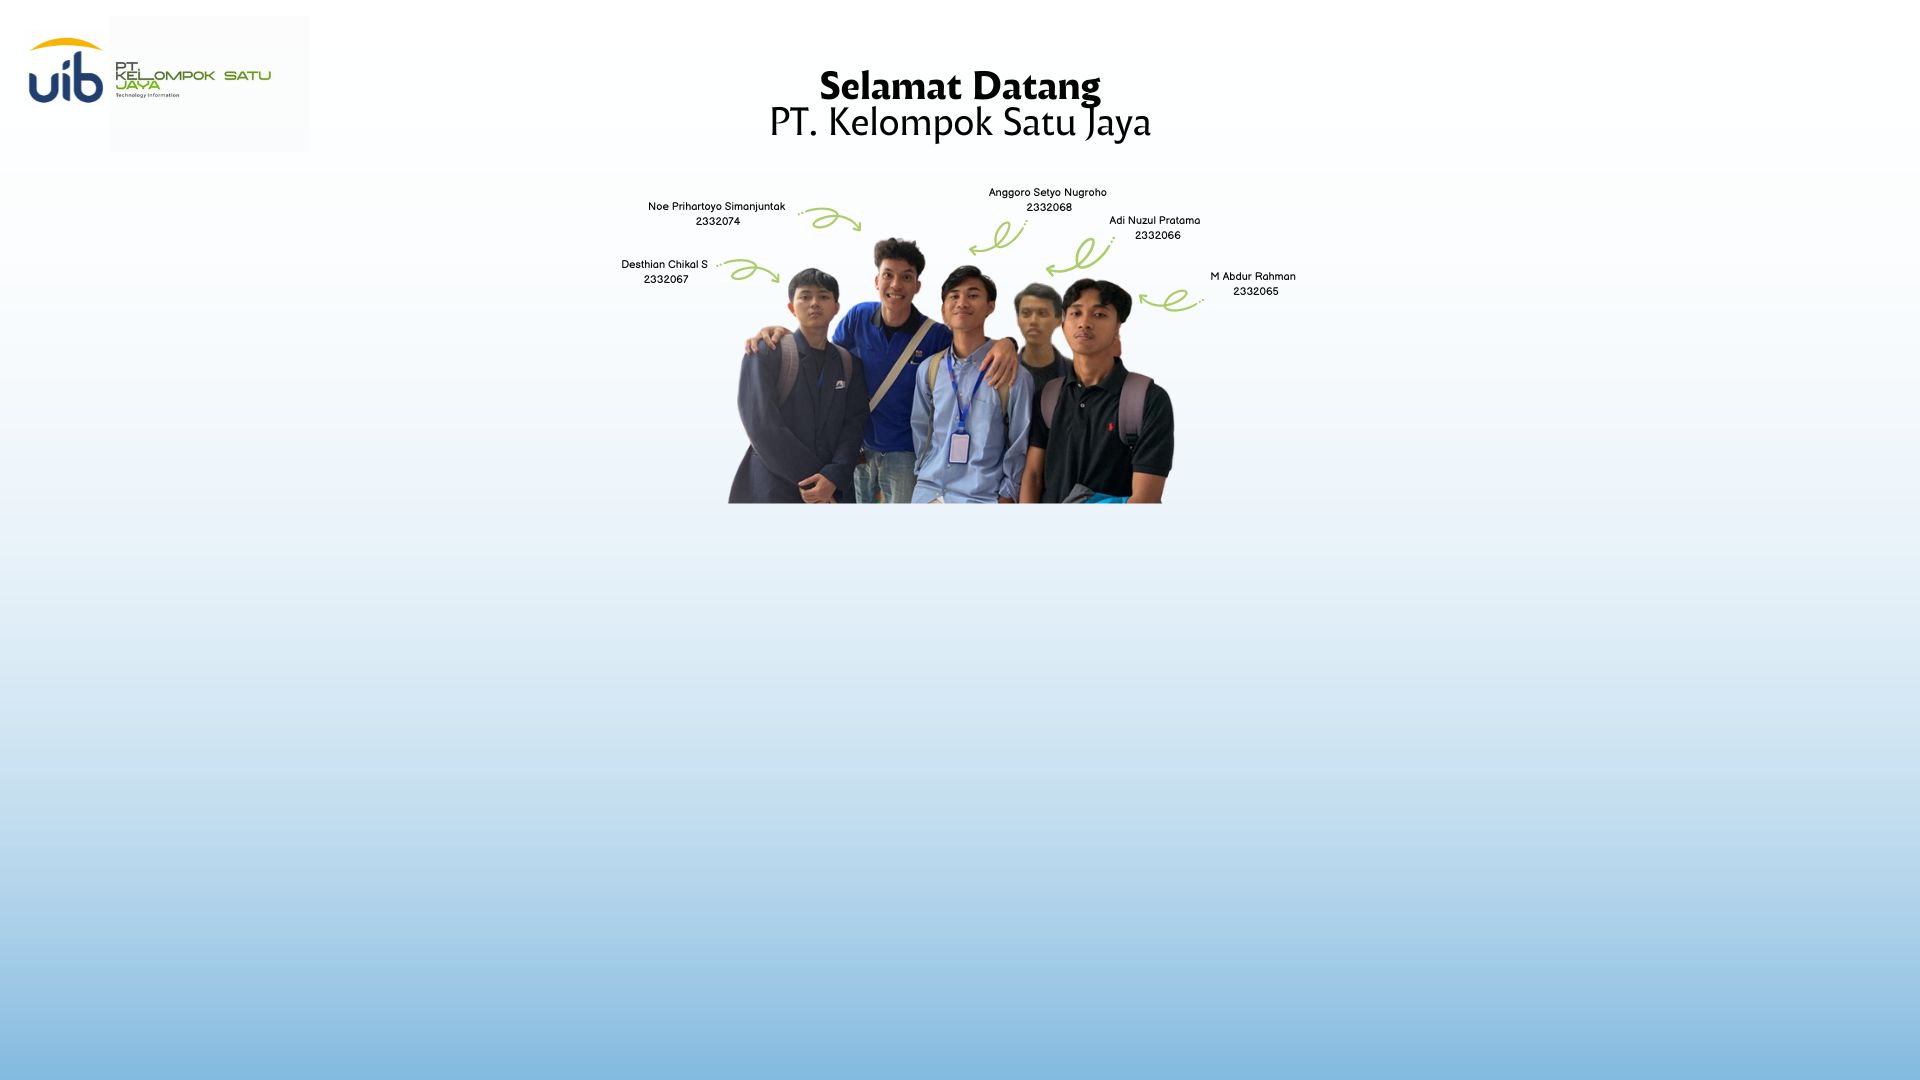 uib
PT.
KELOMPOK SATU
JAYA
Technology Information
Selamat Datang
PT. Kelompok Satu Jaya
Anggoro Setyo Nugroho
2332068
Noe Prihartoyo Simanjuntak
2332074
Adi Nuzul Pratama
2332066
Desthian Chikal S
2332067
M Abdur Rahman
2332065